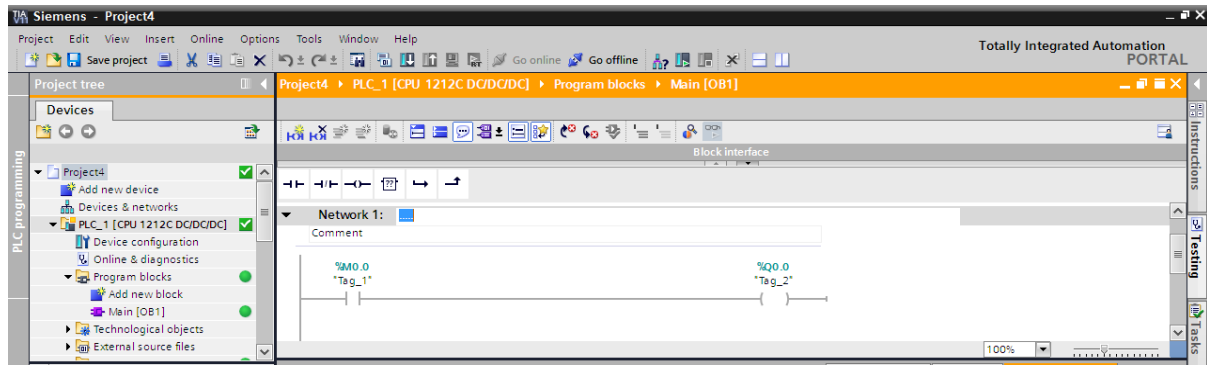 Siemens - Project4
Project Edit View Insert Online Options Tools Window Help
Totally Integrated Automation
PORTAL
Save project Go online Go offline
Project tree
Project4 PLC_1 [CPU 1212C DC/DC/DC] Program blocks Main [OB1]
Devices
Block interface
Project4
Add new device
Devices & networks
PLC_1 [CPU 1212C DC/DC/DC]
Device configuration
Online & diagnostics
Program blocks
Add new block
Main [OB1]
Technological objects
External source files
Network 1: .....
Comment
%M0.0
"Tag_1"
%Q0.0
"Tag_2"
100%
PLC programming
Instructions
Testing
Tasks